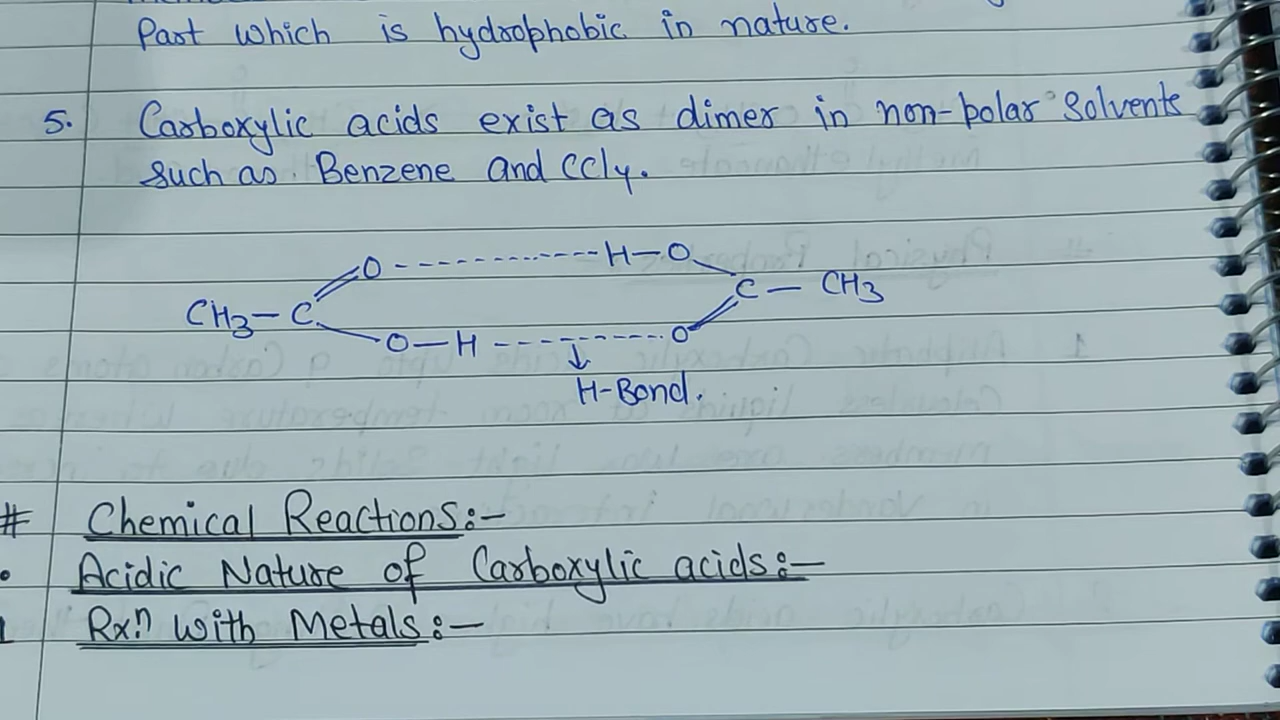 Part which is hydrophobic in nature.
5. Carboxylic acids exist as dimer in non-polar solvents
such as Benzene and CCl4.
O ------------- H-O
CH3-C C-CH3
O-H ------------- O
↓
H-Bond.
# Chemical Reactions:-
• Acidic Nature of Carboxylic acids:-
1 Rxn with Metals:-